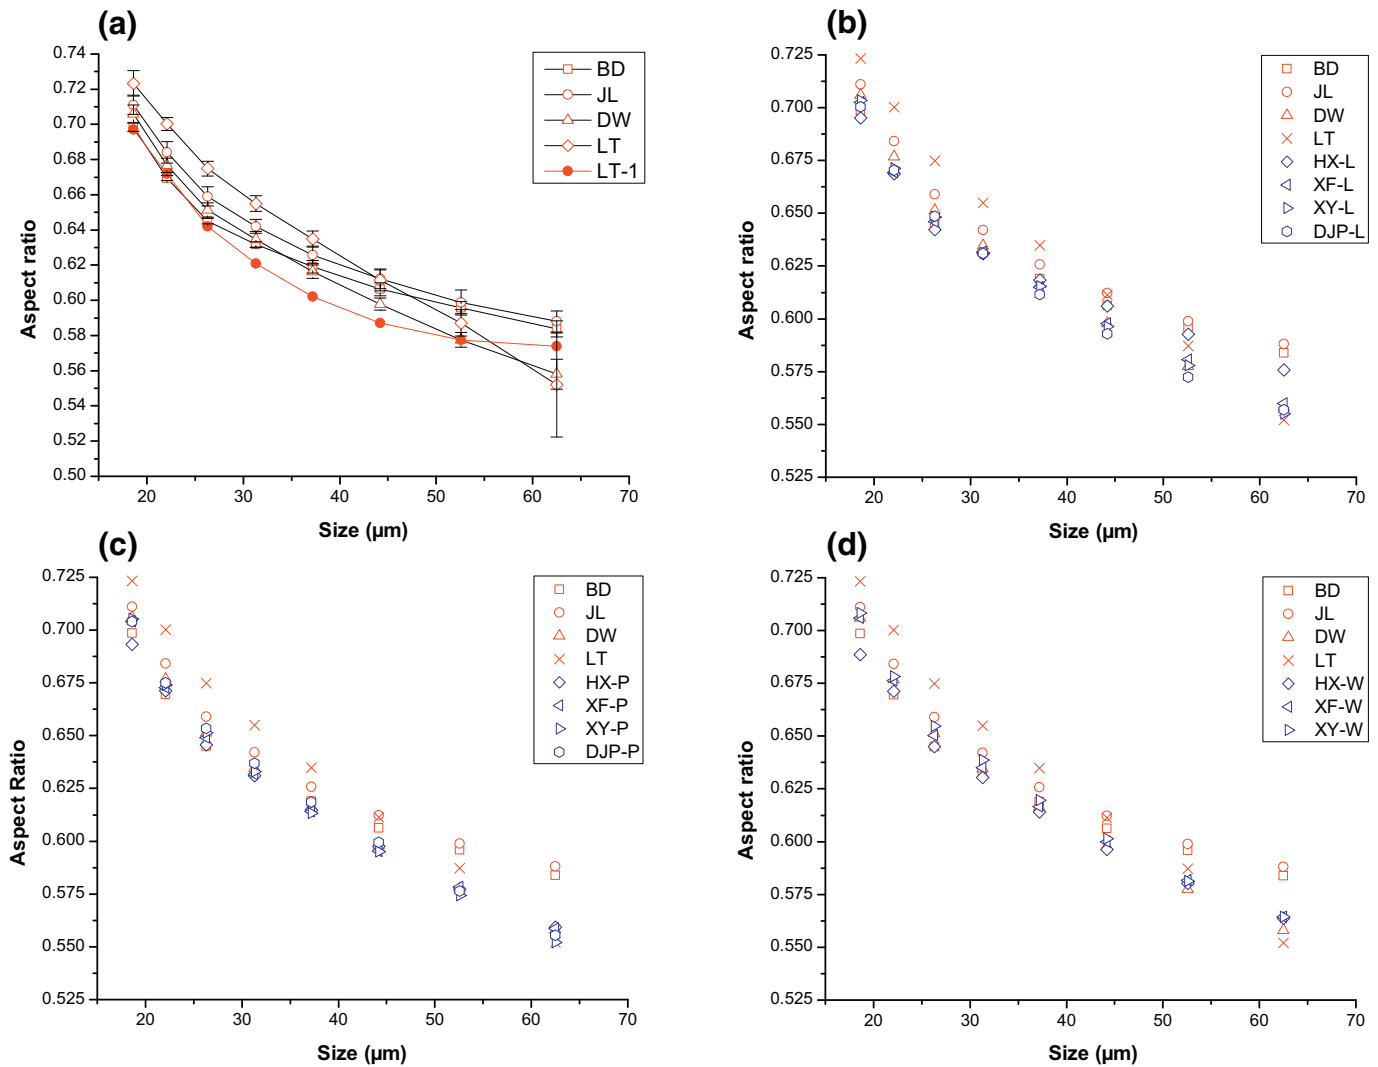 (a)
0.74
0.72
0.70
0.68
0.66
0.64
0.62
0.60
0.58
0.56
0.54
0.52
0.50
Aspect ratio
20 30 40 50 60 70
Size (µm)
BD
JL
DW
LT
LT-1
(b)
0.725
0.700
0.675
0.650
0.625
0.600
0.575
0.550
0.525
Aspect ratio
20 30 40 50 60 70
Size (µm)
BD
JL
DW
LT
HX-L
XF-L
XY-L
DJP-L
(c)
0.725
0.700
0.675
0.650
0.625
0.600
0.575
0.550
0.525
Aspect Ratio
20 30 40 50 60 70
Size (µm)
BD
JL
DW
LT
HX-P
XF-P
XY-P
DJP-P
(d)
0.725
0.700
0.675
0.650
0.625
0.600
0.575
0.550
0.525
Aspect ratio
20 30 40 50 60 70
Size (µm)
BD
JL
DW
LT
HX-W
XF-W
XY-W